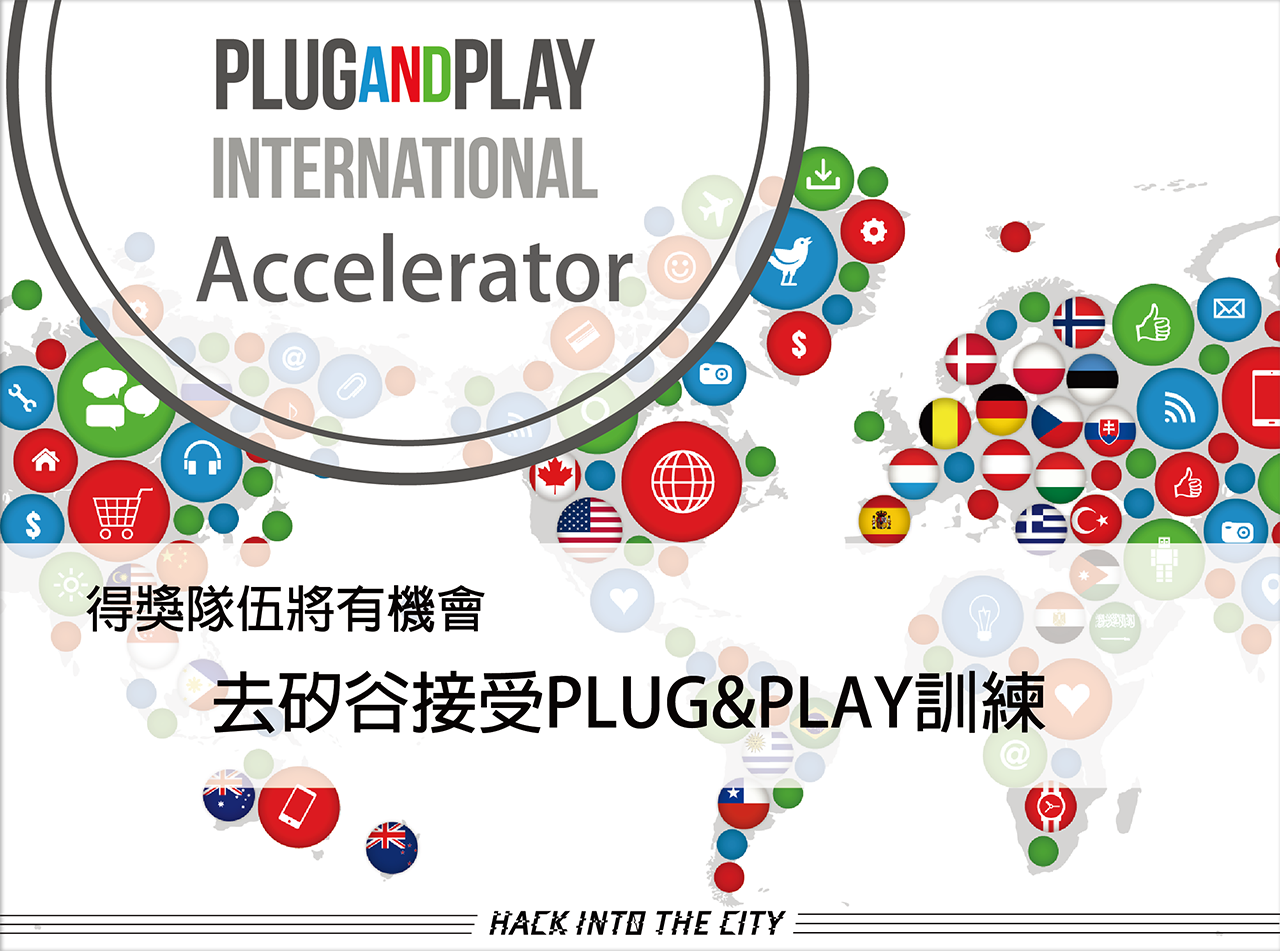 PLUGANDPLAY
INTERNATIONAL
Accelerator
得獎隊伍將有機會
去矽谷接受PLUG&PLAY訓練
HACK INTO THE CITY